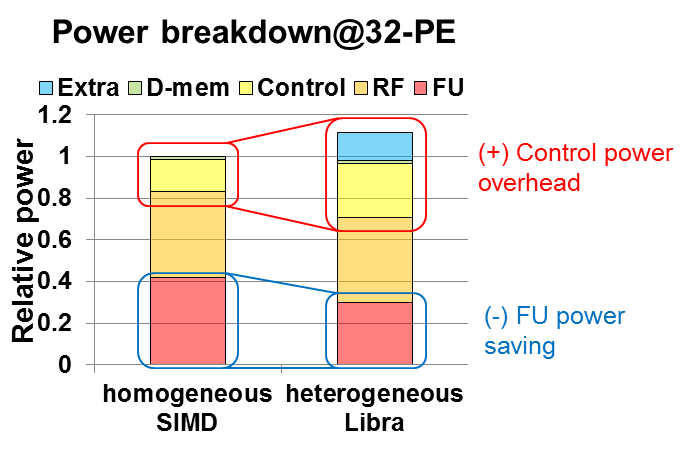 Power breakdown@32-PE
Extra D-mem Control RF FU
1.2
1
0.8
0.6
0.4
0.2
0
Relative power
homogeneous
SIMD
heterogeneous
Libra
(+) Control power
overhead
(-) FU power
saving